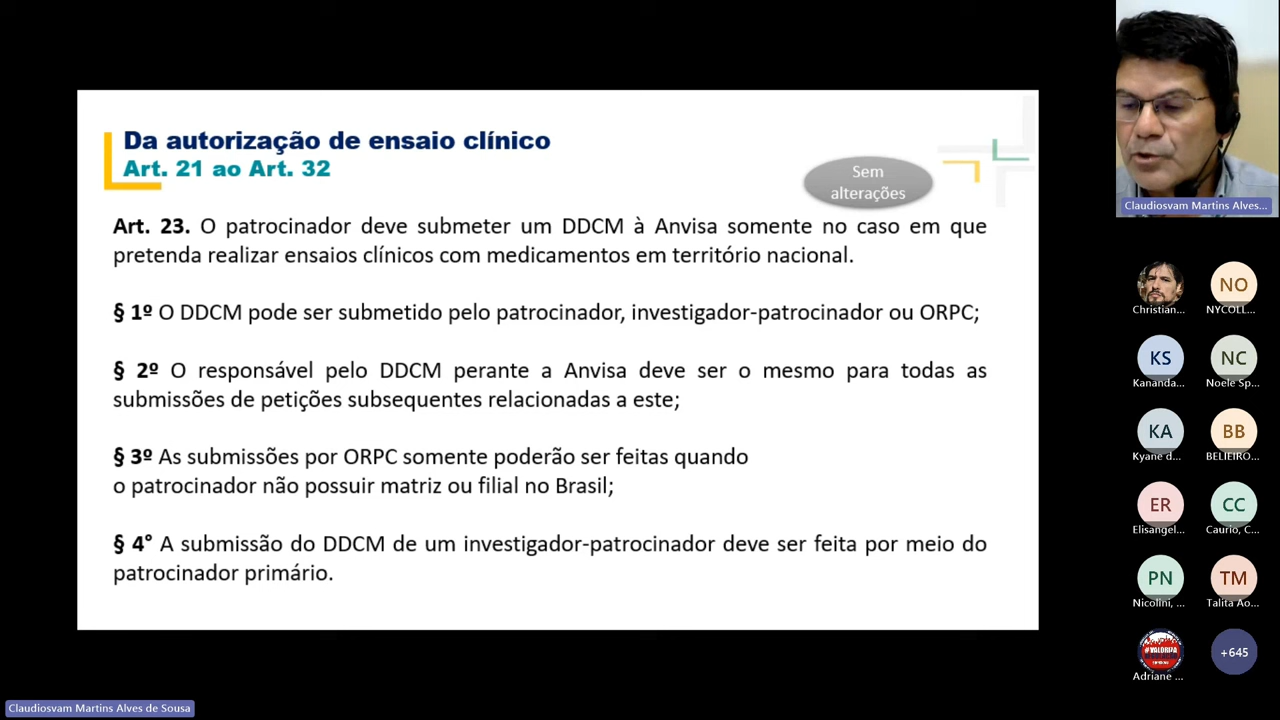 Da autorização de ensaio clínico
Art. 21 ao Art. 32
Sem
alterações
Art. 23. O patrocinador deve submeter um DDCM à Anvisa somente no caso em que
pretenda realizar ensaios clínicos com medicamentos em território nacional.
§ 1º O DDCM pode ser submetido pelo patrocinador, investigador-patrocinador ou ORPC;
§ 2º O responsável pelo DDCM perante a Anvisa deve ser o mesmo para todas as
submissões de petições subsequentes relacionadas a este;
§ 3º As submissões por ORPC somente poderão ser feitas quando
o patrocinador não possuir matriz ou filial no Brasil;
§ 4° A submissão do DDCM de um investigador-patrocinador deve ser feita por meio do
patrocinador primário.
Claudiosvam Martins Alves...
Christian...
NO
NYCOLL...
KS
Kananda...
NC
Noele Sp...
KA
Kyane d...
BB
BELIEIRO...
ER
Elisangel...
CC
Caurio, C...
PN
Nicolini, ...
TM
Talita Ao...
#VALORIZA
Adriane ...
+645
Claudiosvam Martins Alves de Sousa